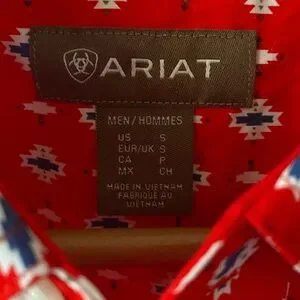 ARIAT
MEN/HOMMES
US S
EUR/UK S
CA P
MX CH
MADE IN VIETNAM
FABRIQUÉ AU
VIETNAM